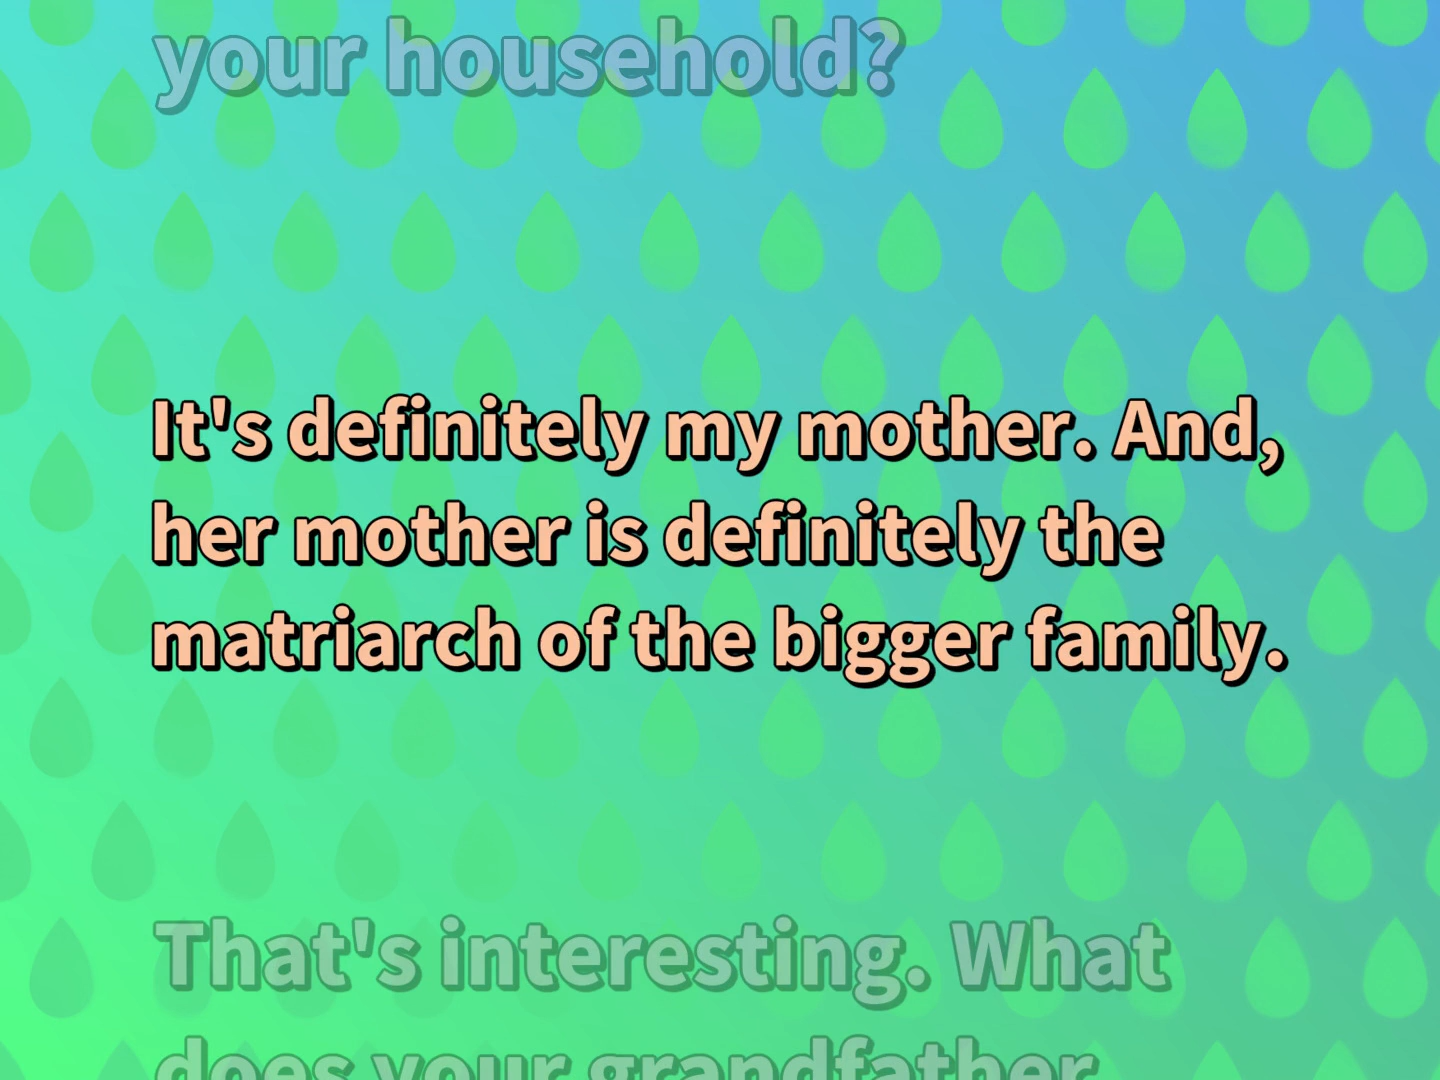 your household?
It's definitely my mother. And,
her mother is definitely the
matriarch of the bigger family.
That's interesting. What
does your grandfather